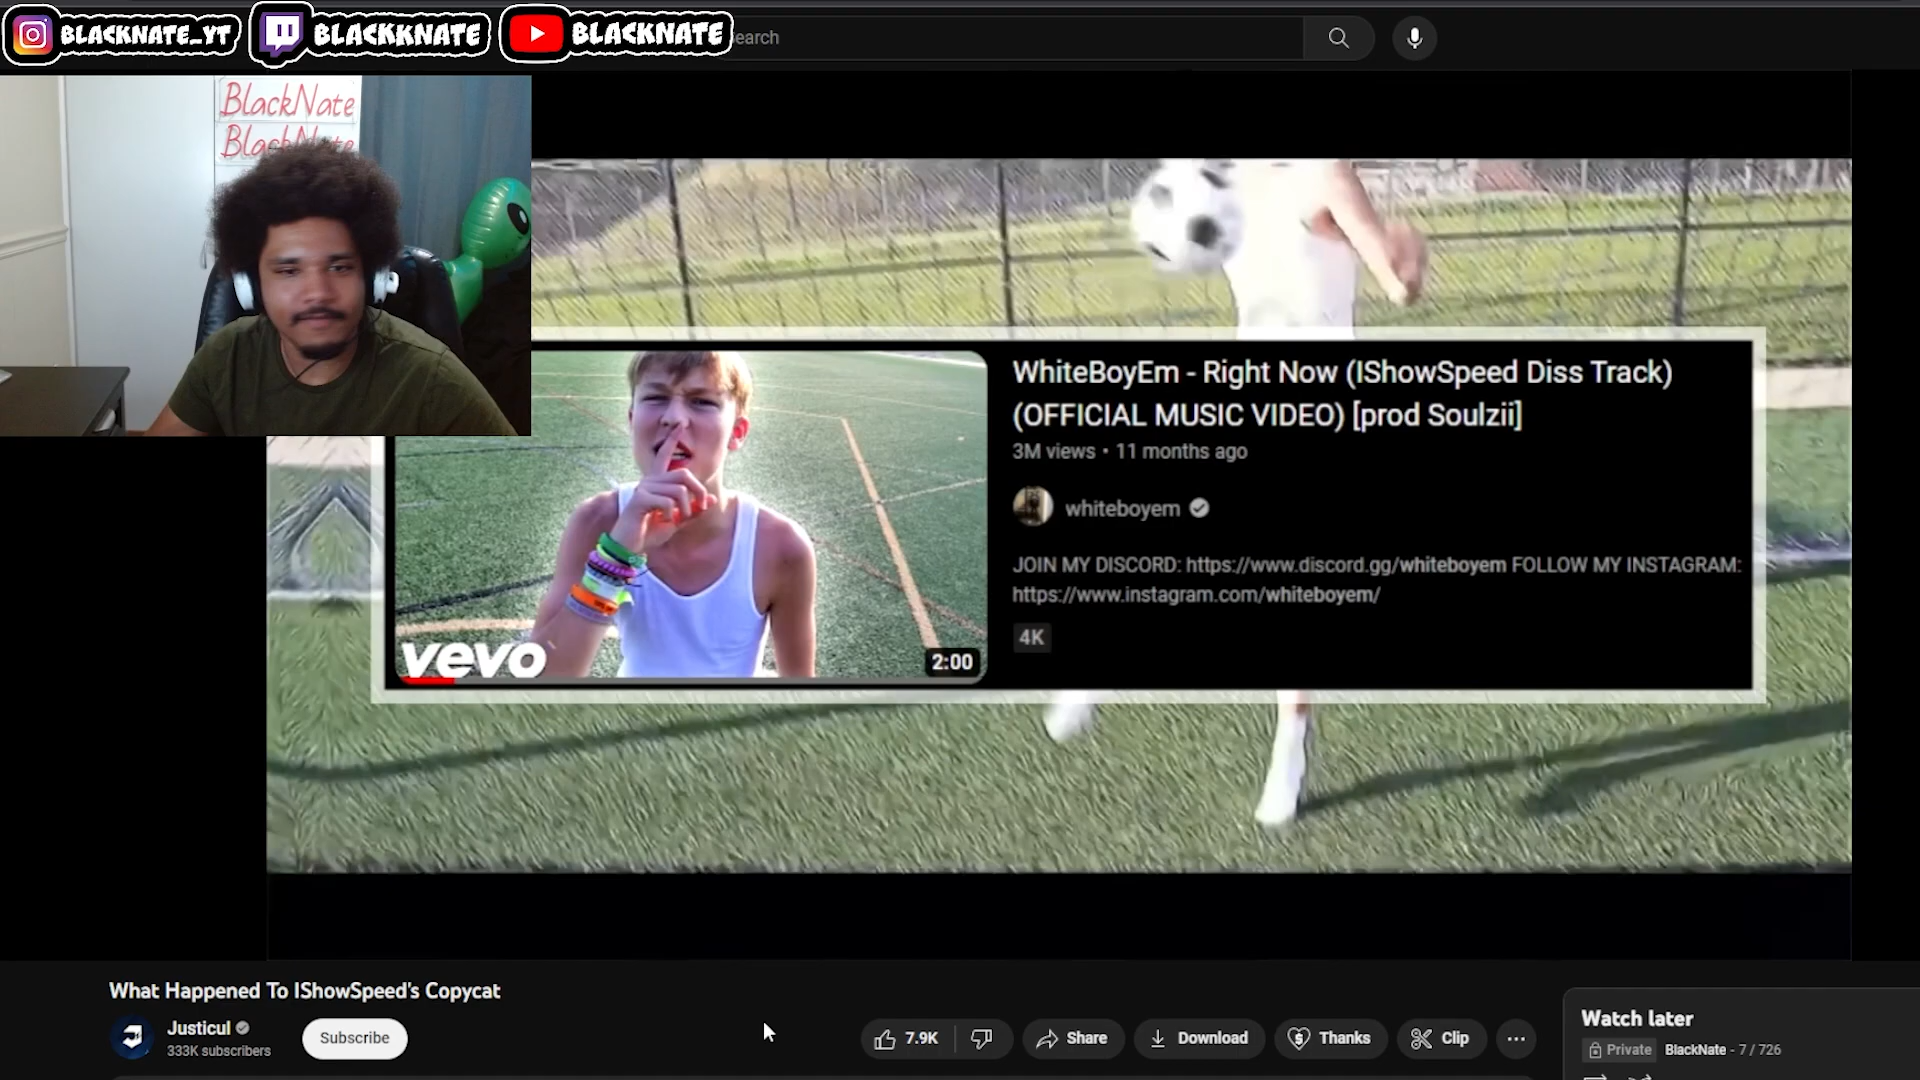 BLACKNATE_YT
BLACKKNATE
BLACKNATE
earch
BlackNate
BlackNate
WhiteBoyEm - Right Now (IShowSpeed Diss Track)
(OFFICIAL MUSIC VIDEO) [prod Soulzii]
3M views • 11 months ago
whiteboyem
JOIN MY DISCORD: https://www.discord.gg/whiteboyem FOLLOW MY INSTAGRAM:
https://www.instagram.com/whiteboyem/
4K
vevo
2:00
What Happened To IShowSpeed's Copycat
Justicul
333K subscribers
Subscribe
7.9K
Share
Download
Thanks
Clip
Watch later
Private
BlackNate - 7 / 726